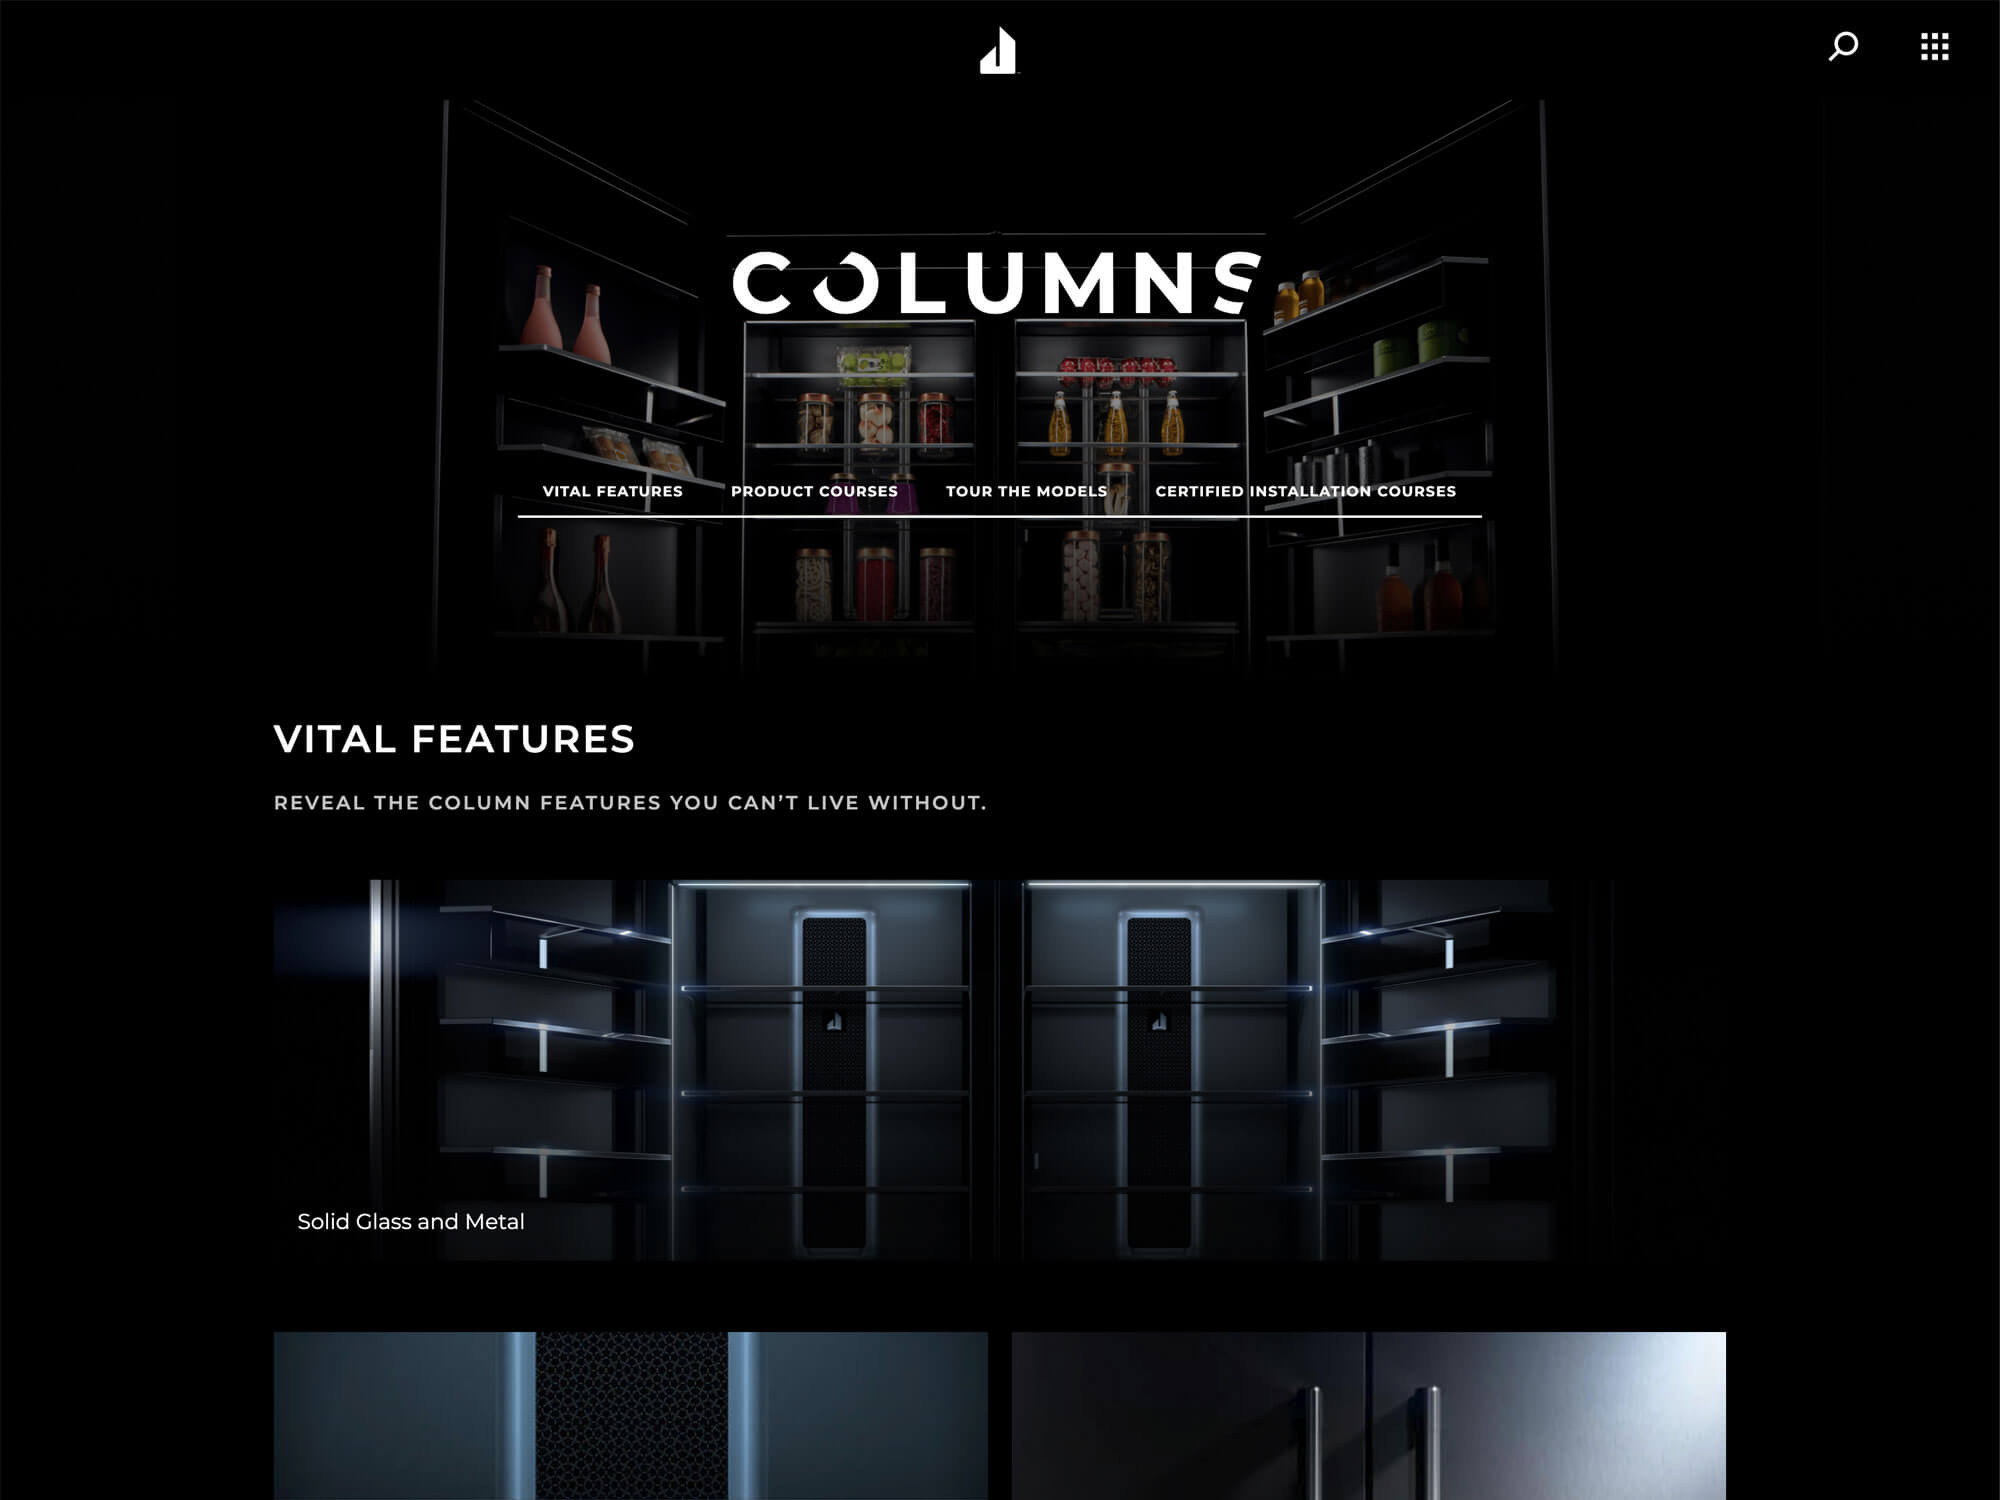 COLUMNS
VITAL FEATURES PRODUCT COURSES TOUR THE MODELS CERTIFIED INSTALLATION COURSES
VITAL FEATURES
REVEAL THE COLUMN FEATURES YOU CAN’T LIVE WITHOUT.
Solid Glass and Metal